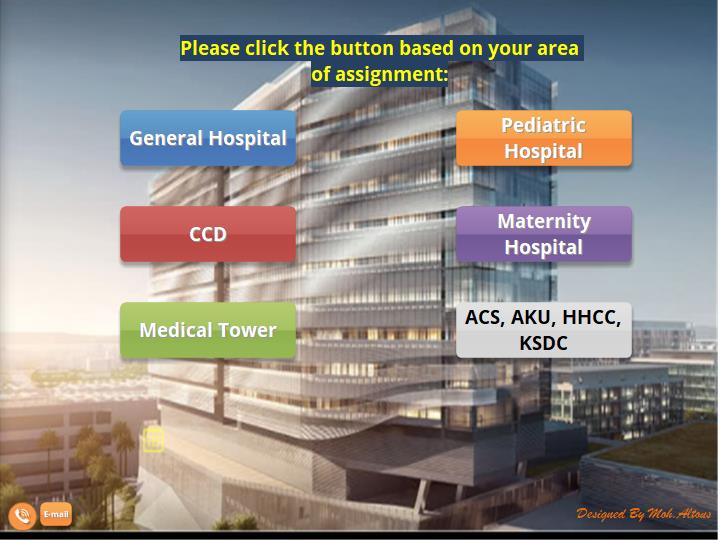 Please click the button based on your area
of assignment:
General Hospital
Pediatric
Hospital
CCD
Maternity
Hospital
Medical Tower
ACS, AKU, HHCC,
KSDC
E-mail
Designed By Moh.Altous